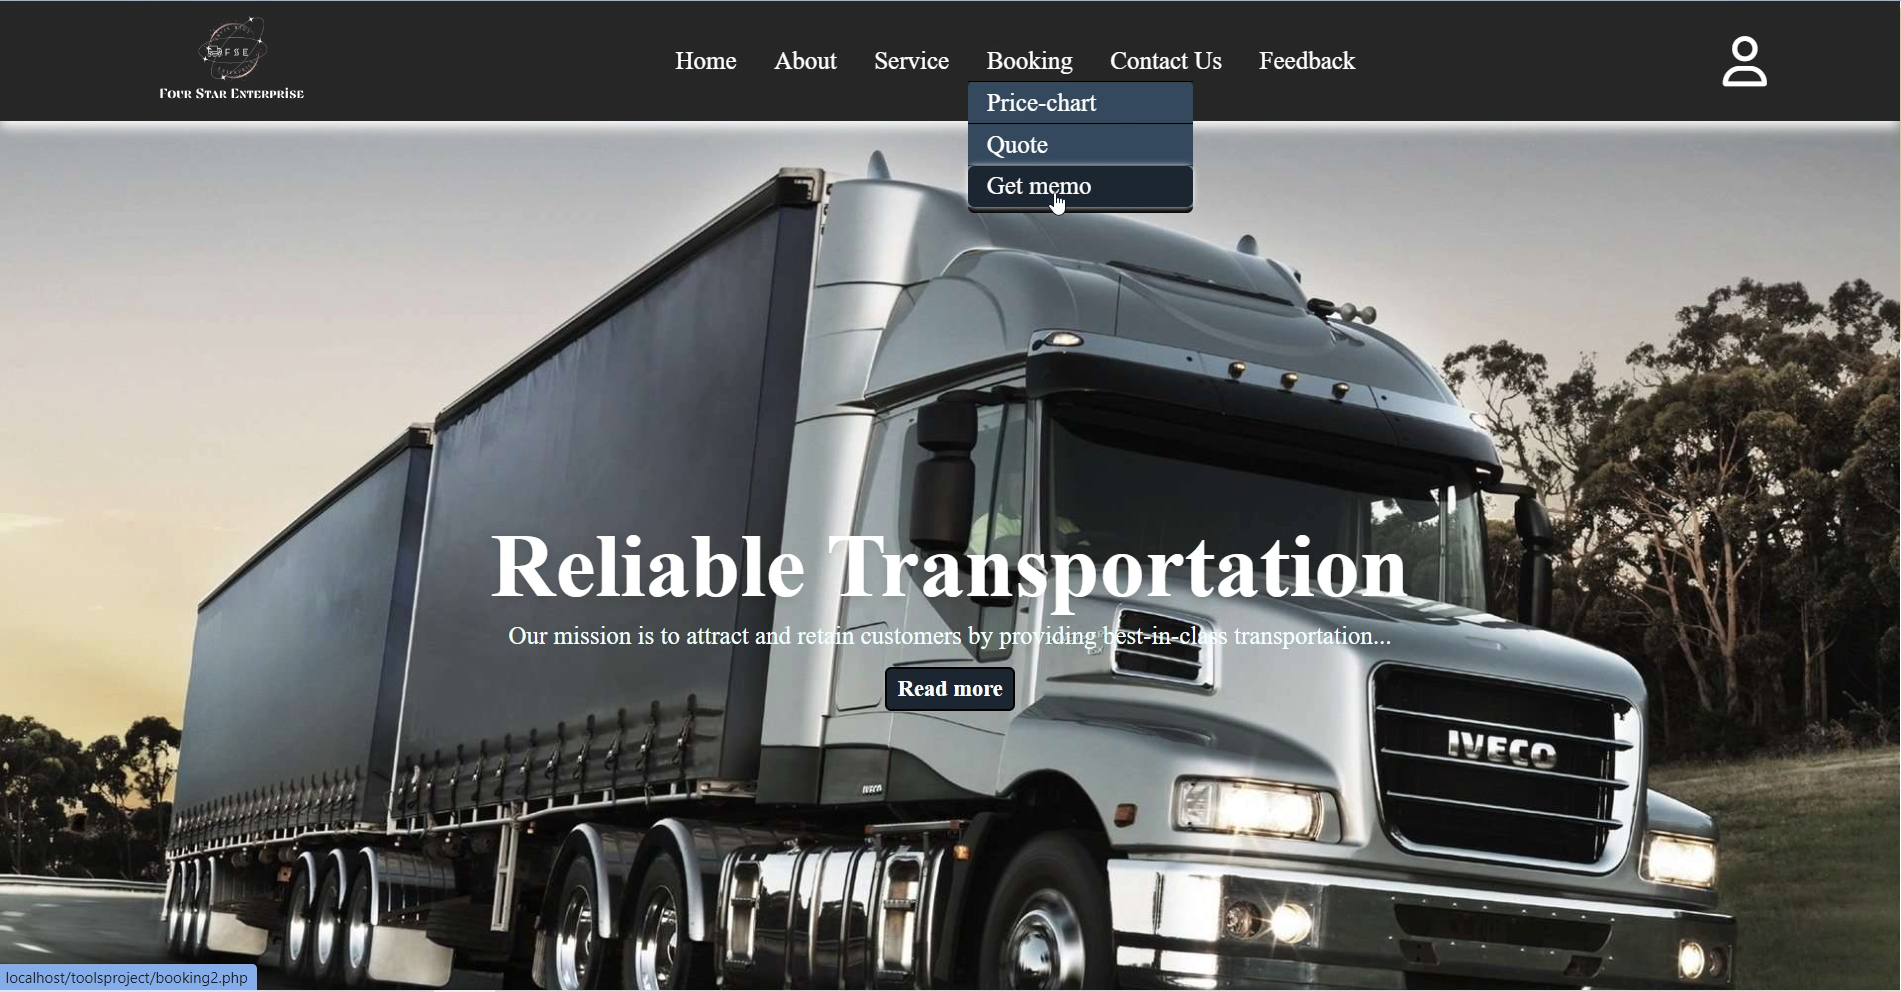 FSE
Four Star Enterprise
Home
About
Service
Booking
Contact Us
Feedback
Price-chart
Quote
Get memo
Reliable Transportation
Our mission is to attract and retain customers by providing best-in-class transportation...
Read more
IVECO
IVECO
localhost/toolsproject/booking2.php